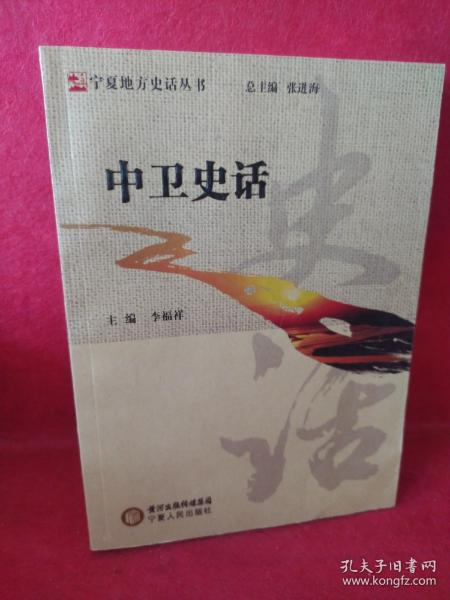 宁夏地方史话丛书 总主编 张进海
中卫史话
史话
主编 李福祥
黄河出版传媒集团
宁夏人民出版社
孔夫子旧书网
www.kongfz.com